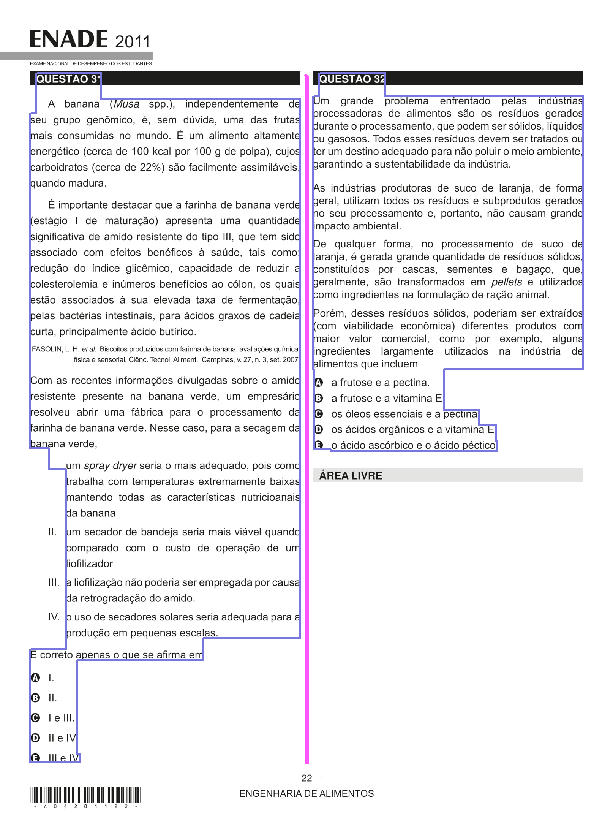 ENADE 2011
EXAME NACIONAL DE DESEMPENHO DOS ESTUDANTES
QUESTÃO 31
A banana (Musa spp.), independentemente de
seu grupo genômico, é, sem dúvida, uma das frutas
mais consumidas no mundo. É um alimento altamente
energético (cerca de 100 kcal por 100 g de polpa), cujos
carboidratos (cerca de 22%) são facilmente assimiláveis,
quando madura.
É importante destacar que a farinha de banana verde
(estágio I de maturação) apresenta uma quantidade
significativa de amido resistente do tipo III, que tem sido
associado com efeitos benéficos à saúde, tais como
redução do índice glicêmico, capacidade de reduzir a
colesterolemia e inúmeros benefícios ao cólon, os quais
estão associados à sua elevada taxa de fermentação,
pelas bactérias intestinais, para ácidos graxos de cadeia
curta, principalmente ácido butírico.
FASOLIN, L. H. et al. Biscoitos produzidos com farinha de banana: avaliações química,
física e sensorial. Ciênc. Tecnol. Aliment., Campinas, v. 27, n. 3, set. 2007.
Com as recentes informações divulgadas sobre o amido
resistente presente na banana verde, um empresário
resolveu abrir uma fábrica para o processamento da
farinha de banana verde. Nesse caso, para a secagem da
banana verde,
um spray dryer seria o mais adequado, pois como
trabalha com temperaturas extremamente baixas
mantendo todas as características nutricioanais
da banana
II. um secador de bandeja seria mais viável quando
comparado com o custo de operação de um
liofilizador
III. a liofilização não poderia ser empregada por causa
da retrogradação do amido.
IV. o uso de secadores solares seria adequada para a
produção em pequenas escalas.
É correto apenas o que se afirma em
A I.
B II.
C I e III.
D II e IV
E III e IV
QUESTÃO 32
Um grande problema enfrentado pelas indústrias
processadoras de alimentos são os resíduos gerados
durante o processamento, que podem ser sólidos, líquidos
ou gasosos. Todos esses resíduos devem ser tratados ou
ter um destino adequado para não poluir o meio ambiente,
garantindo a sustentabilidade da indústria.
As indústrias produtoras de suco de laranja, de forma
geral, utilizam todos os resíduos e subprodutos gerados
no seu processamento e, portanto, não causam grande
impacto ambiental.
De qualquer forma, no processamento de suco de
laranja, é gerada grande quantidade de resíduos sólidos,
constituídos por cascas, sementes e bagaço, que,
geralmente, são transformados em pellets e utilizados
como ingredientes na formulação de ração animal.
Porém, desses resíduos sólidos, poderiam ser extraídos
(com viabilidade econômica) diferentes produtos com
maior valor comercial, como por exemplo, alguns
ingredientes largamente utilizados na indústria de
alimentos que incluem
A a frutose e a pectina.
B a frutose e a vitamina E
C os óleos essenciais e a pectina
D os ácidos orgânicos e a vitamina E
E o ácido ascórbico e o ácido péctico
ÁREA LIVRE
22
ENGENHARIA DE ALIMENTOS